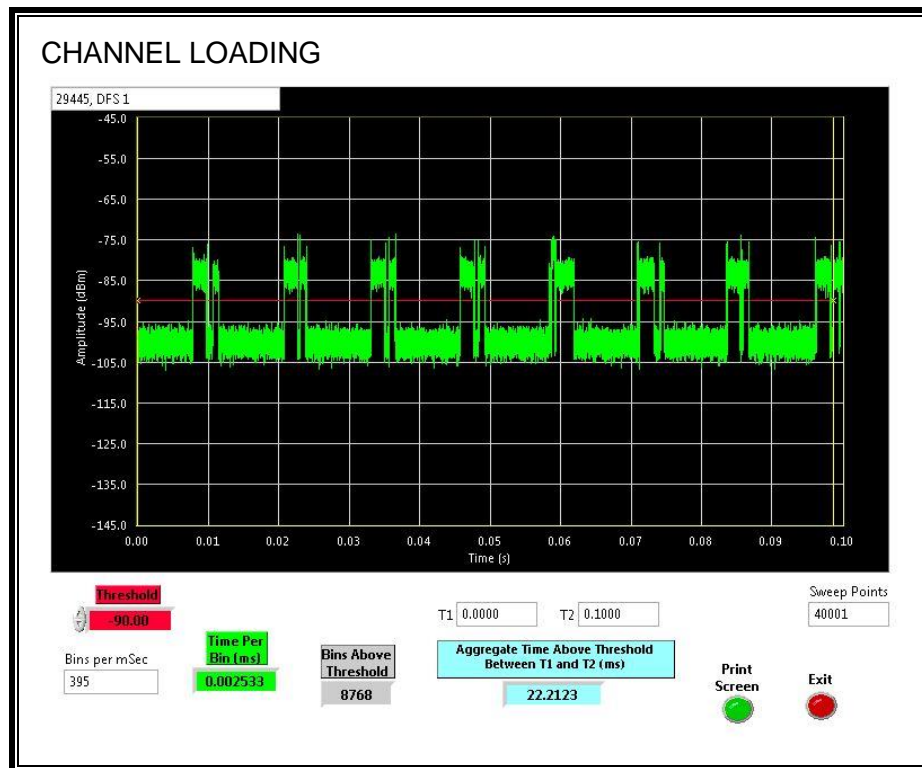 CHANNEL LOADING
29445, DFS 1
-45.0
-55.0
-65.0
-75.0
-85.0
-95.0
-105.0
-115.0
-125.0
-135.0
-145.0
Amplitude (dBm)
0.00 0.01 0.02 0.03 0.04 0.05 0.06 0.07 0.08 0.09 0.10
Time (s)
Threshold
-90.00
Bins per mSec
395
Time Per
Bin (ms)
0.002533
Bins Above
Threshold
8768
T1 0.0000 T2 0.1000
Aggregate Time Above Threshold
Between T1 and T2 (ms)
22.2123
Sweep Points
40001
Print
Screen
Exit